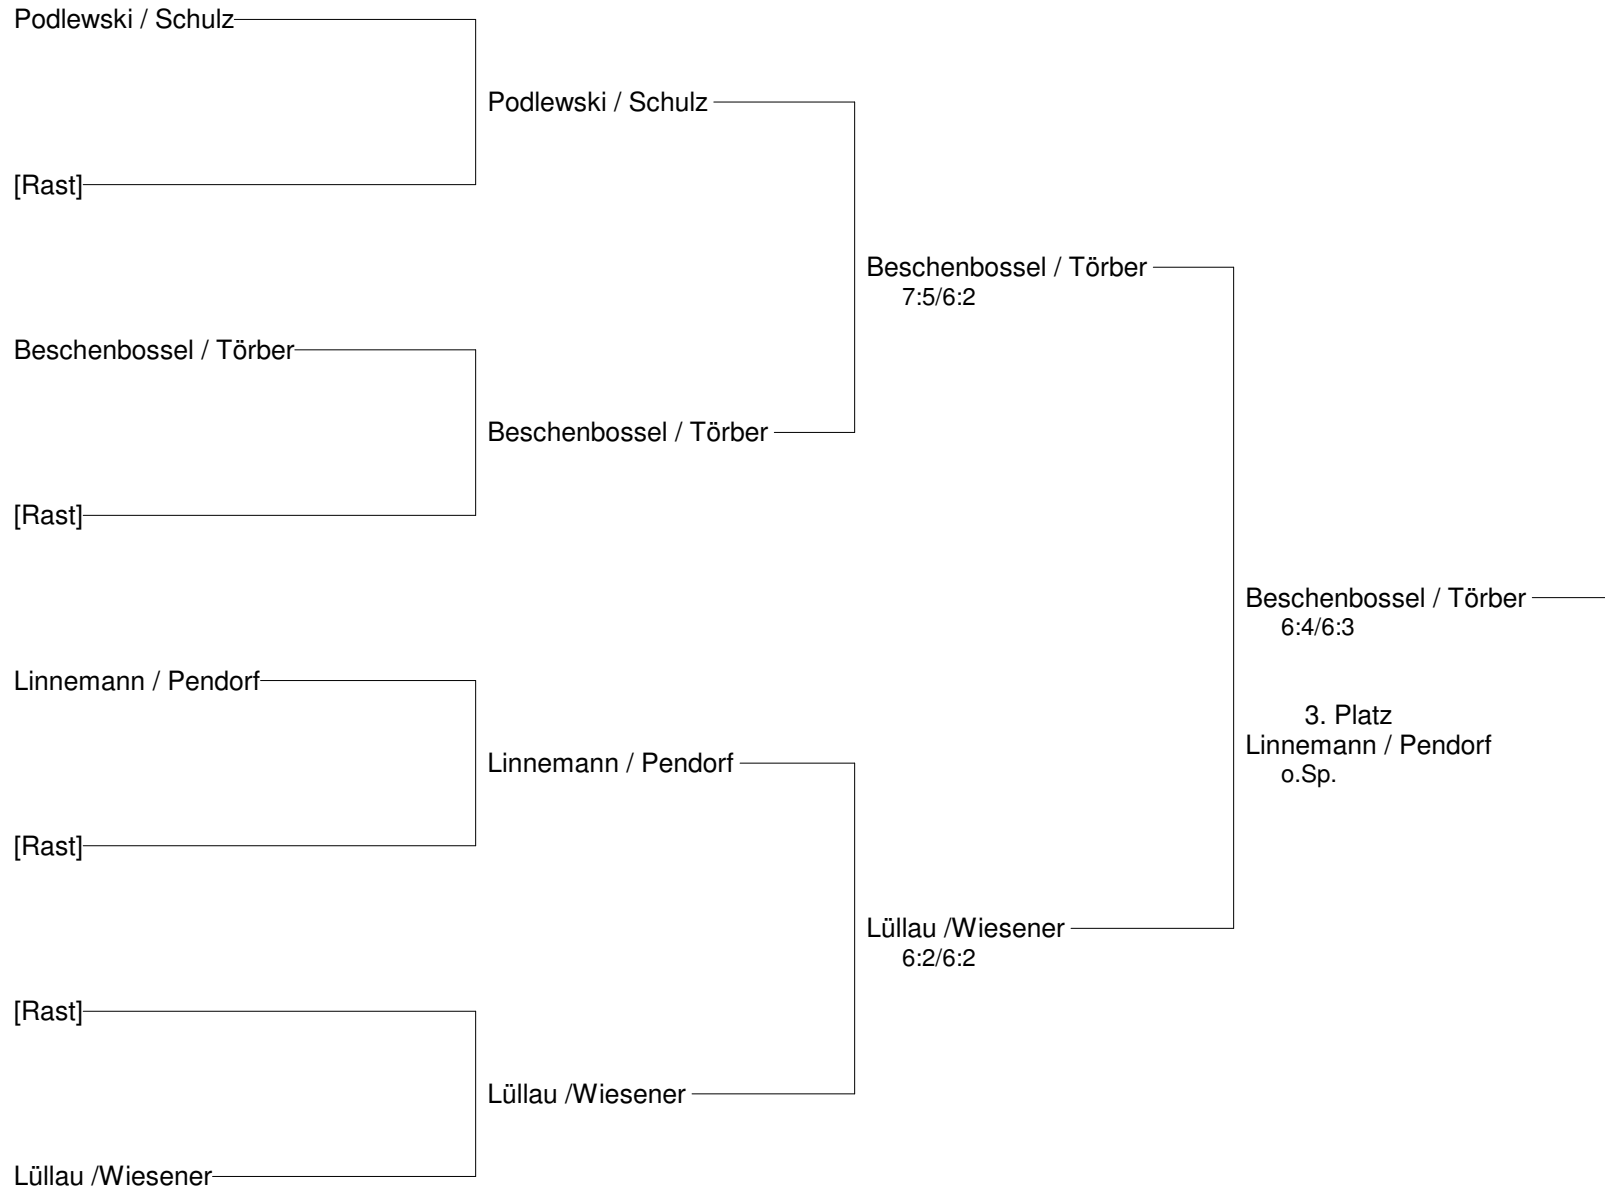 Podlewski / Schulz
[Rast]
Beschenbossel / Törber
[Rast]
Linnemann / Pendorf
[Rast]
[Rast]
Lüllau /Wiesener
Podlewski / Schulz
Beschenbossel / Törber
Linnemann / Pendorf
Lüllau /Wiesener
Beschenbossel / Törber
7:5/6:2
Lüllau /Wiesener
6:2/6:2
Beschenbossel / Törber
6:4/6:3
3. Platz
Linnemann / Pendorf
o.Sp.